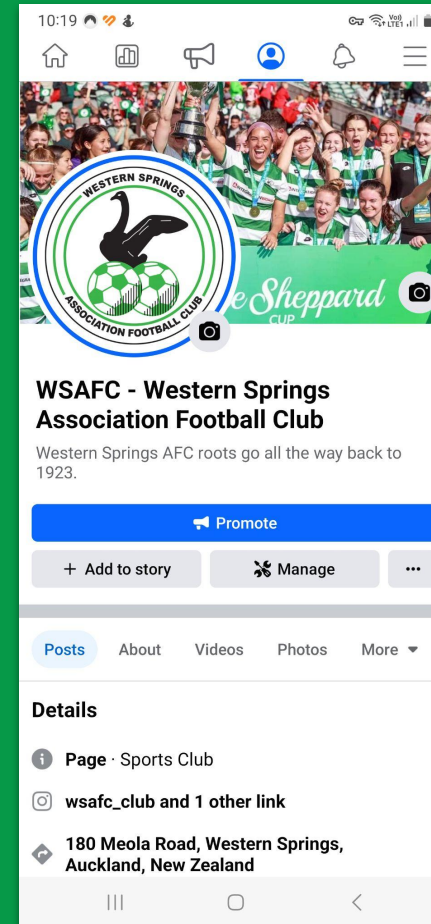 10:19
Vo))
LTE1
WESTERN SPRINGS
ASSOCIATION FOOTBALL CLUB
e Sheppard
CUP
WSAFC - Western Springs
Association Football Club
Western Springs AFC roots go all the way back to
1923.
Promote
+ Add to story
Manage
Posts
About
Videos
Photos
More
Details
Page · Sports Club
wsafc_club and 1 other link
180 Meola Road, Western Springs,
Auckland, New Zealand